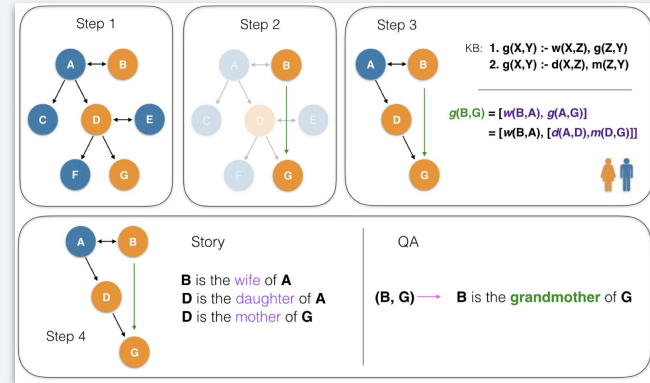 Step 1
A
B
C
D
E
F
G
Step 2
A
B
C
D
E
F
G
Step 3
A
B
D
G
KB: 1. g(X,Y) :- w(X,Z), g(Z,Y)
2. g(X,Y) :- d(X,Z), m(Z,Y)
g(B,G) = [w(B,A), g(A,G)]
= [w(B,A), [d(A,D),m(D,G)]]
A
B
D
G
Step 4
Story
B is the wife of A
D is the daughter of A
D is the mother of G
QA
(B, G) → B is the grandmother of G